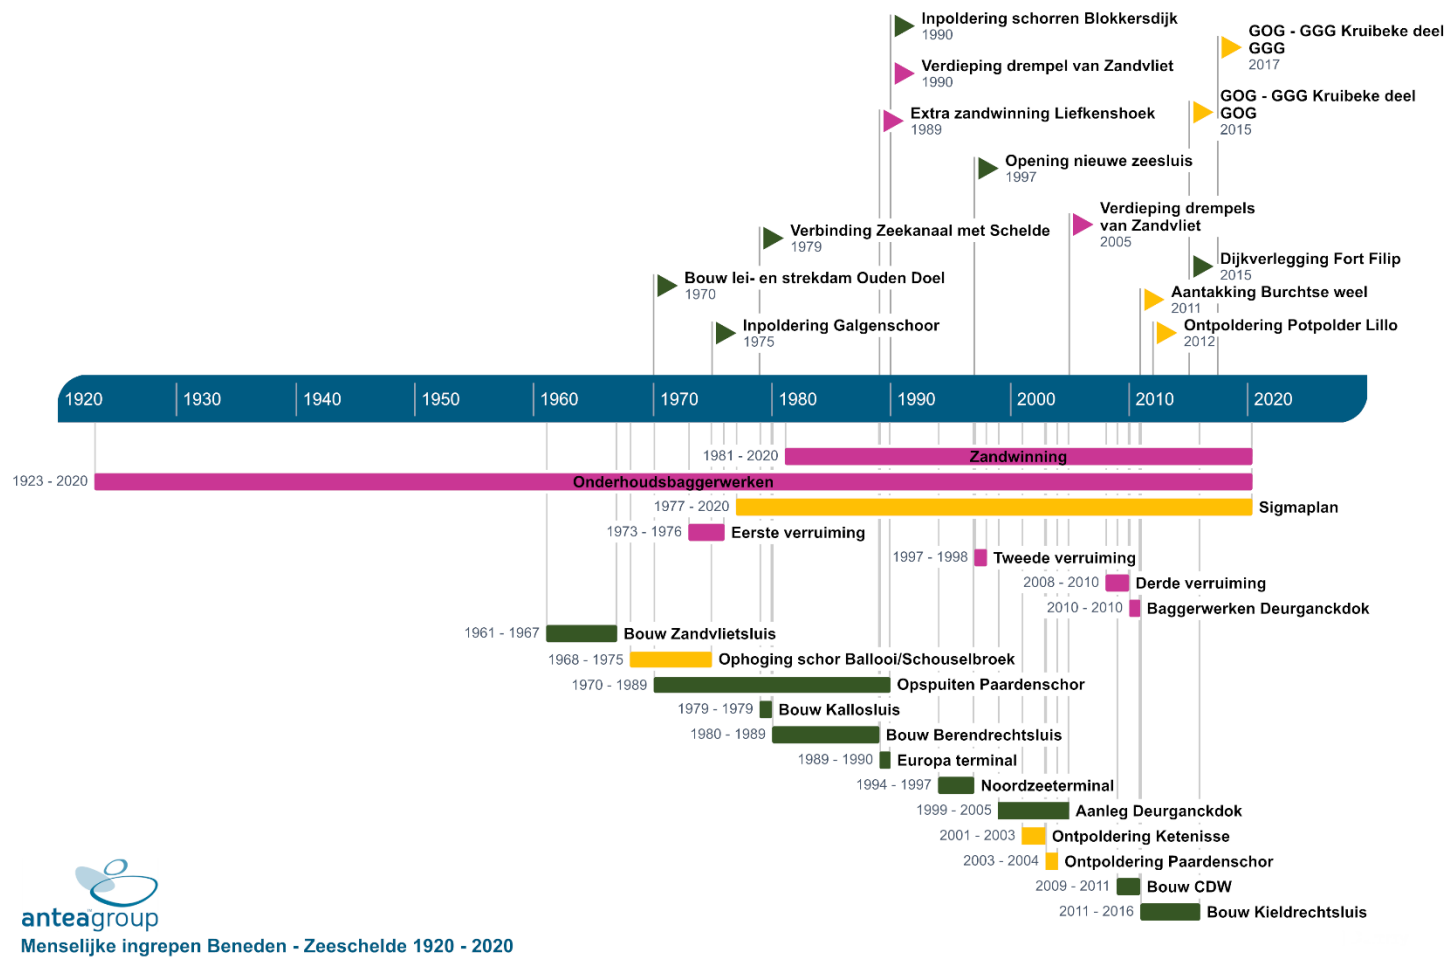 Inpoldering schorren Blokkersdijk
1990
GOG - GGG Kruibeke deel
GGG
2017
Verdieping drempel van Zandvliet
1990
GOG - GGG Kruibeke deel
GOG
2015
Extra zandwinning Liefkenshoek
1989
Opening nieuwe zeesluis
1997
Verdieping drempels
van Zandvliet
2005
Verbinding Zeekanaal met Schelde
1979
Dijkverlegging Fort Filip
2015
Bouw lei- en strekdam Ouden Doel
1970
Aantakking Burchtse weel
2011
Inpoldering Galgenschoor
1975
Ontpoldering Potpolder Lillo
2012
1920 1930 1940 1950 1960 1970 1980 1990 2000 2010 2020
1981 - 2020 Zandwinning
1923 - 2020 Onderhoudsbaggerwerken
1977 - 2020 Sigmaplan
1973 - 1976 Eerste verruiming
1997 - 1998 Tweede verruiming
2008 - 2010 Derde verruiming
2010 - 2010 Baggerwerken Deurganckdok
1961 - 1967 Bouw Zandvlietsluis
1968 - 1975 Ophoging schor Ballooi/Schouselbroek
1970 - 1989 Opspuiten Paardenschor
1979 - 1979 Bouw Kallosluis
1980 - 1989 Bouw Berendrechtsluis
1989 - 1990 Europa terminal
1994 - 1997 Noordzeeterminal
1999 - 2005 Aanleg Deurganckdok
2001 - 2003 Ontpoldering Ketenisse
2003 - 2004 Ontpoldering Paardenschor
2009 - 2011 Bouw CDW
2011 - 2016 Bouw Kieldrechtsluis
anteagroup
Menselijke ingrepen Beneden - Zeeschelde 1920 - 2020